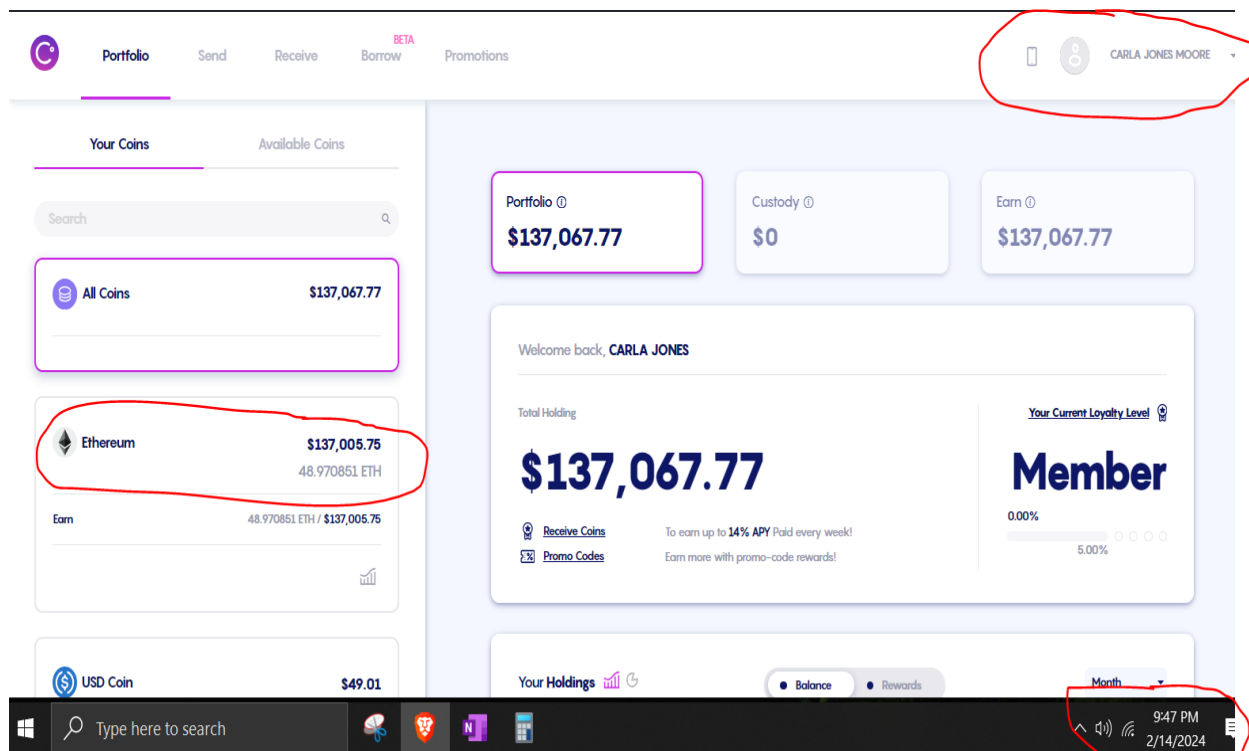 BETA
Portfolio Send Receive Borrow Promotions
CARLA JONES MOORE
Your Coins Available Coins
Search
All Coins $137,067.77
Ethereum $137,005.75
48.970851 ETH
Earn 48.970851 ETH / $137,005.75
USD Coin $49.01
Portfolio Custody Earn
$137,067.77 $0 $137,067.77
Welcome back, CARLA JONES
Total Holding Your Current Loyalty Level
$137,067.77 Member
0.00%
5.00%
Receive Coins To earn up to 14% APY Paid every week!
Promo Codes Earn more with promo-code rewards!
Your Holdings Balance Rewards Month
Type here to search
9:47 PM
2/14/2024